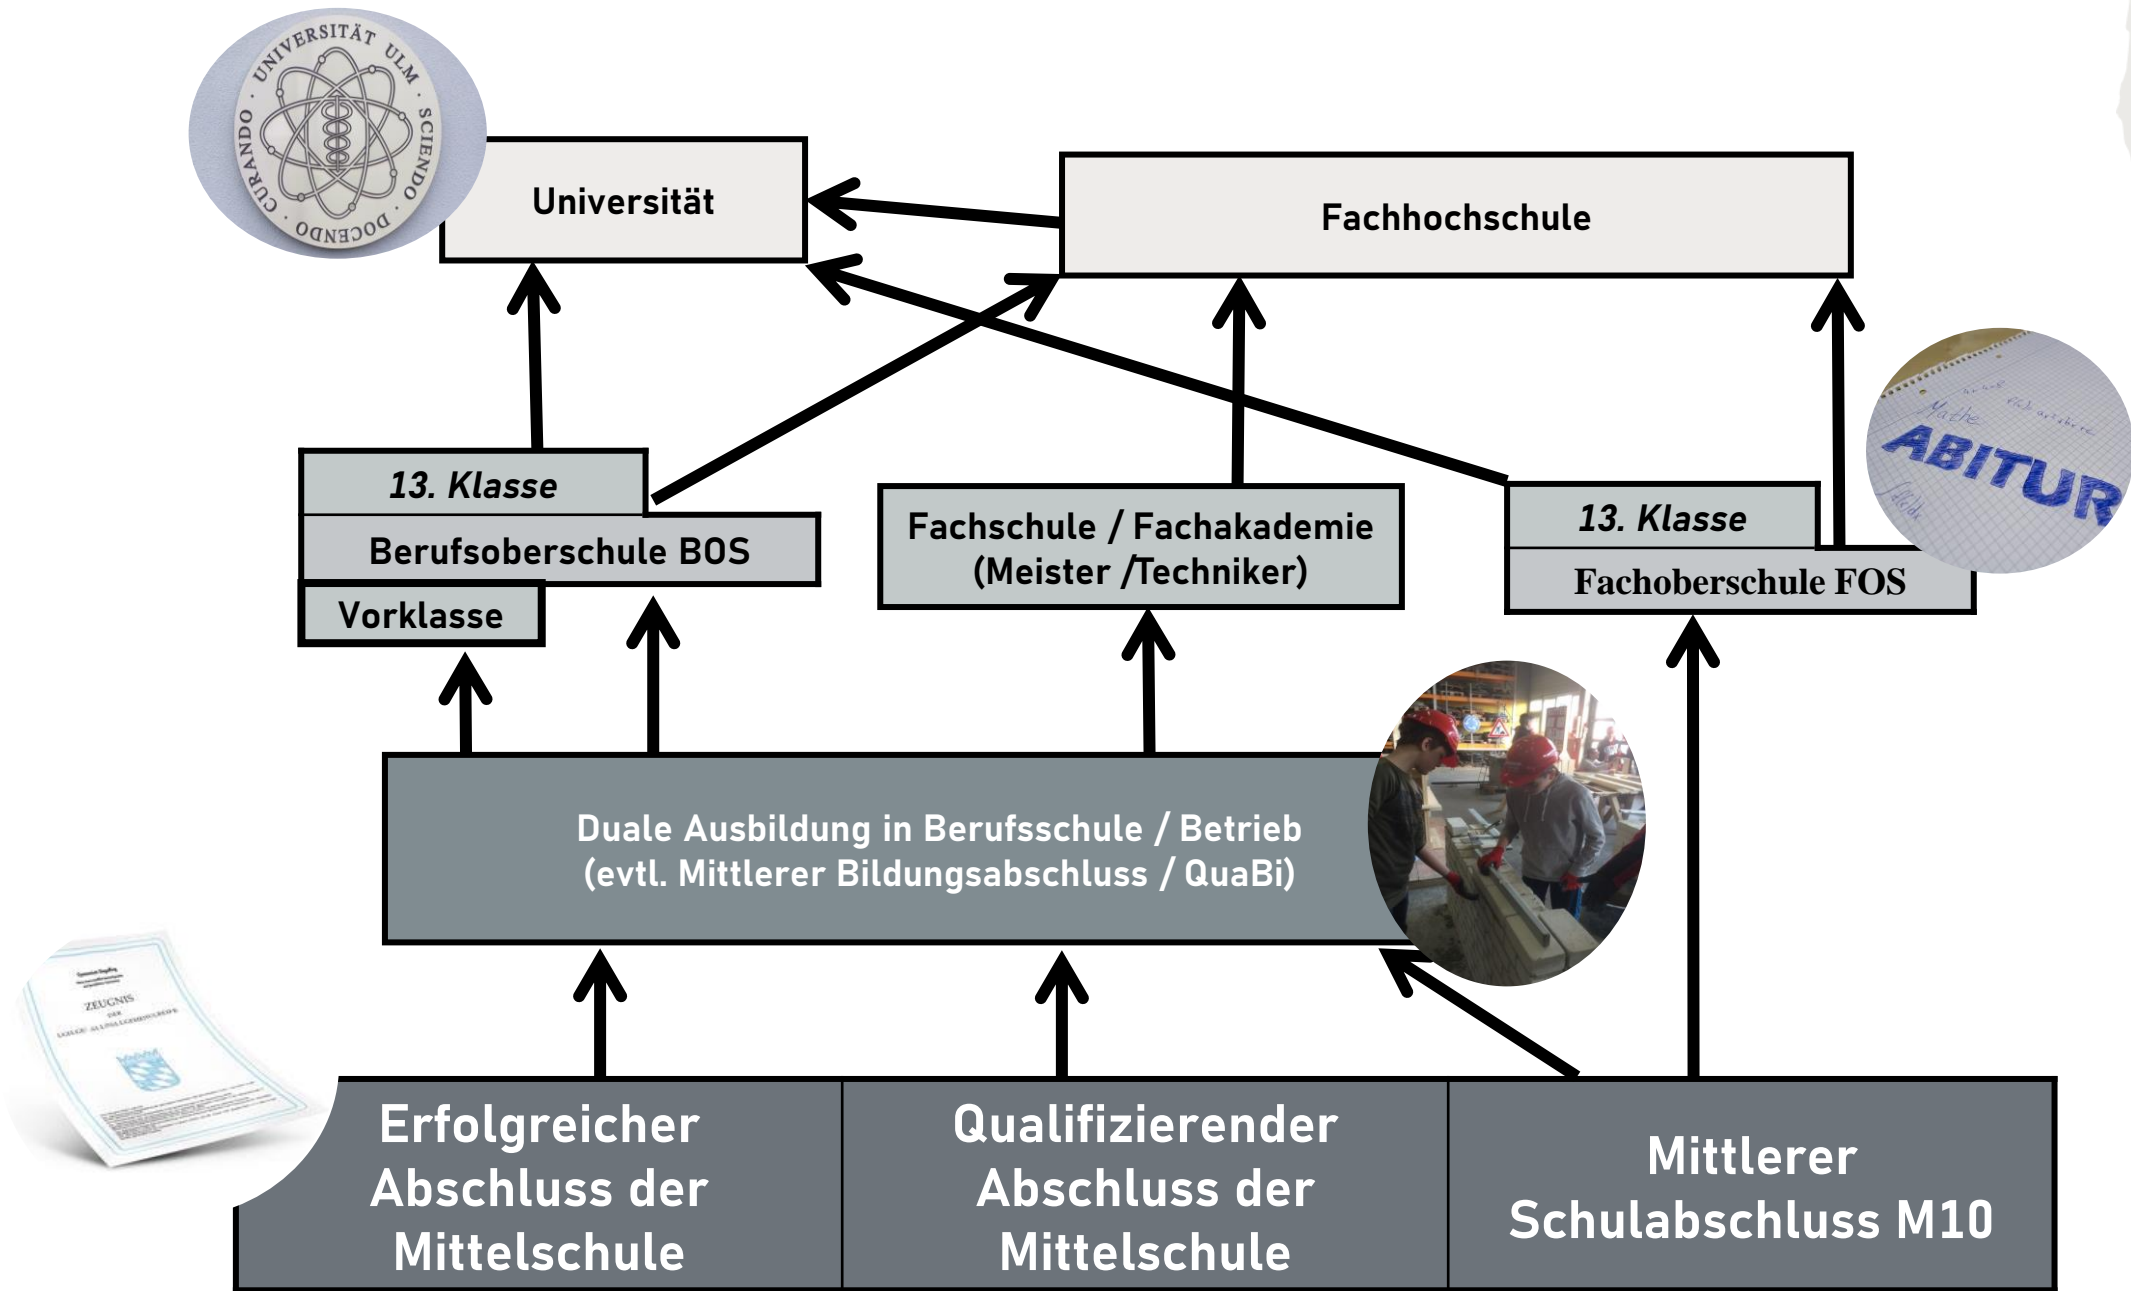 UNIVERSITÄT ULM · SCIENDO · DOCENDO · CURANDO ·
Universität
Fachhochschule
13. Klasse
Berufsoberschule BOS
Vorklasse
Fachschule / Fachakademie
(Meister /Techniker)
13. Klasse
Fachoberschule FOS
Mathe
ABITUR
Duale Ausbildung in Berufsschule / Betrieb
(evtl. Mittlerer Bildungsabschluss / QuaBi)
ZEUGNIS
DER
Erfolgreicher
Abschluss der
Mittelschule
Qualifizierender
Abschluss der
Mittelschule
Mittlerer
Schulabschluss M10